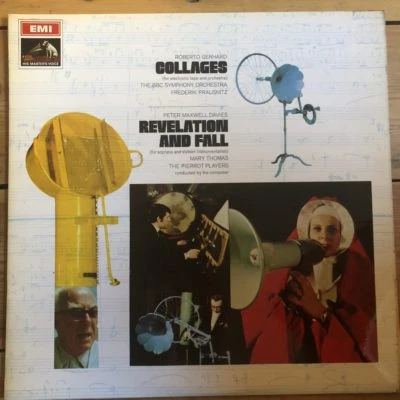 EMI
HIS MASTER'S VOICE
ROBERTO GERHARD
COLLAGES
(for electronic tape and orchestra)
THE BBC SYMPHONY ORCHESTRA
FREDERIK PRAUSNITZ
PETER MAXWELL DAVIES
REVELATION
AND FALL
(for soprano and sixteen instrumentalists)
MARY THOMAS
THE PIERROT PLAYERS
conducted by the composer